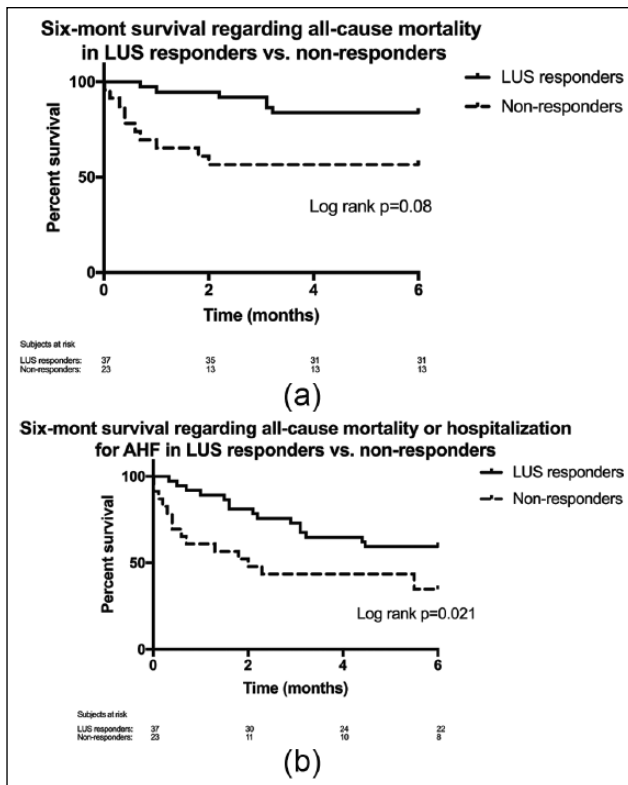 Six-mont survival regarding all-cause mortality
in LUS responders vs. non-responders
100
50
0
Percent survival
LUS responders
Non-responders
Log rank p=0.08
0 2 4 6
Time (months)
Subjects at risk
LUS responders: 37 35 31 31
Non-responders: 23 13 13 13
(a)
Six-mont survival regarding all-cause mortality or hospitalization
for AHF in LUS responders vs. non-responders
100
50
0
Percent survival
LUS responders
Non-responders
Log rank p=0.021
0 2 4 6
Time (months)
Subjects at risk
LUS responders: 37 30 24 22
Non-responders: 23 11 10 8
(b)